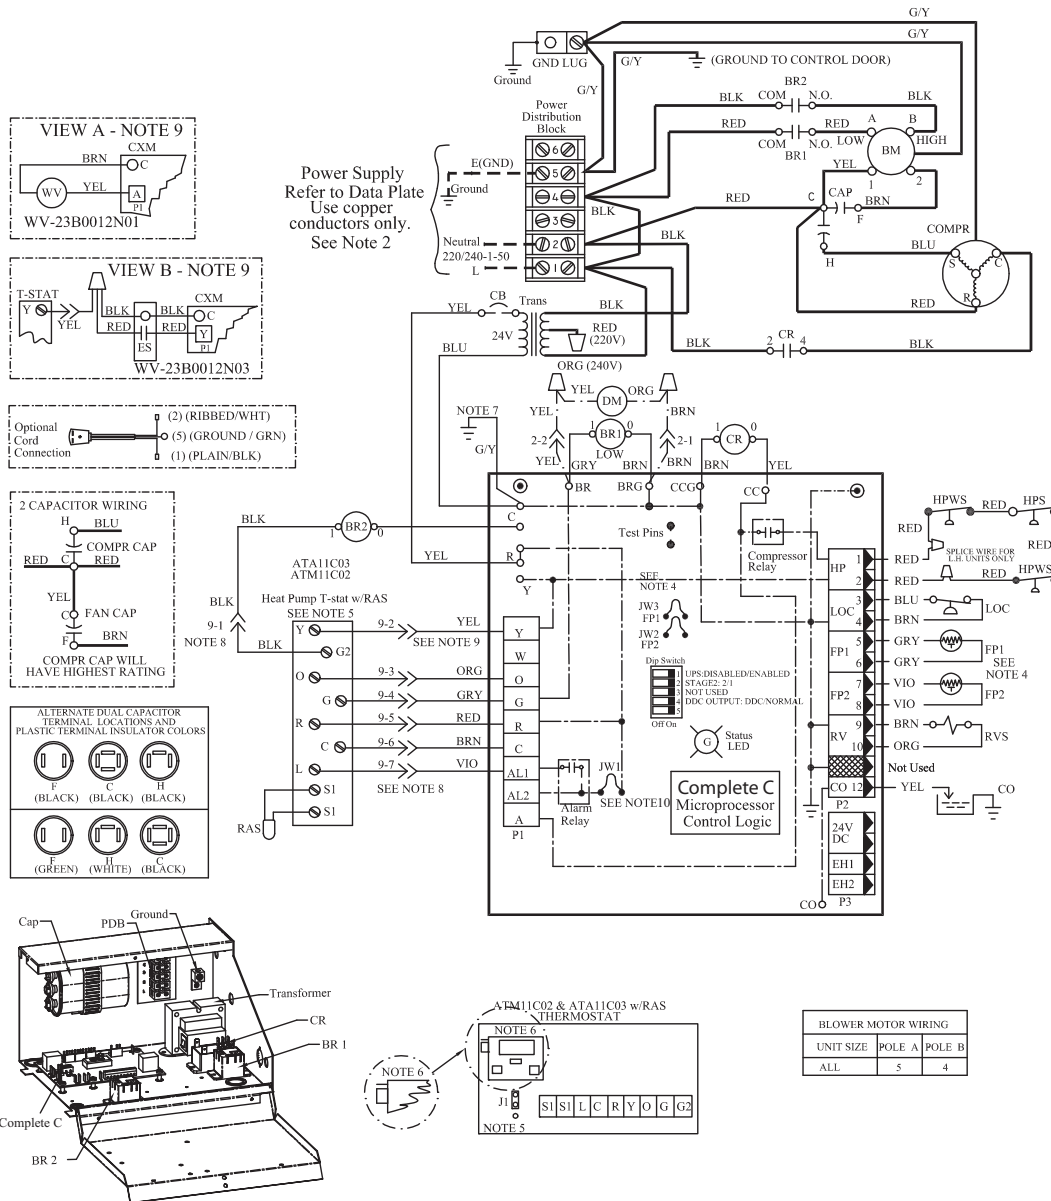 G/Y
G/Y
GND LUG
Ground
G/Y
(GROUND TO CONTROL DOOR)
G/Y
BR2
BLK
COM
N.O.
BLK
RED
COM
N.O.
RED
BR1
A
B
LOW
HIGH
BM
YEL
1
2
Power
Distribution
Block
6
5
4
3
2
1
Power Supply
Refer to Data Plate
Use copper
conductors only.
See Note 2
E(GND)
Ground
Neutral
220/240-1-50
L
BLK
BLK
RED
C
CAP
BRN
F
H
BLU
COMPR
S
C
R
RED
BLK
2
CR
4
BLK
VIEW A - NOTE 9
CXM
BRN
C
WV
YEL
A
P1
WV-23B0012N01
VIEW B - NOTE 9
T-STAT
Y
YEL
BLK
BLK
RED
RED
ES
CXM
C
Y
P1
WV-23B0012N03
YEL
CB
Trans
24V
BLU
BLK
RED
(220V)
ORG (240V)
Optional
Cord
Connection
(2) (RIBBED/WHT)
(5) (GROUND / GRN)
(1) (PLAIN/BLK)
NOTE 7
G/Y
YEL
ORG
DM
YEL
BRN
2-2
2-1
1
BR1
0
LOW
YEL
GRY
BRN
BRN
1
CR
0
BRN
YEL
BR
BRG
CCG
CC
2 CAPACITOR WIRING
H
BLU
COMPR CAP
RED
C
RED
YEL
C
FAN CAP
F
BRN
COMPR CAP WILL
HAVE HIGHEST RATING
BLK
1
BR2
0
YEL
C
R
Y
ATA11C03
ATM11C02
Heat Pump T-stat w/RAS
SEE NOTE 5
BLK
9-1
NOTE 8
BLK
Y
G2
O
G
R
C
L
S1
S1
RAS
9-2
YEL
SEE NOTE 9
9-3
ORG
9-4
GRY
9-5
RED
9-6
BRN
9-7
VIO
SEE NOTE 8
Y
W
O
G
R
C
AL1
AL2
A
P1
Test Pins
Compressor
Relay
SEE
NOTE 4
JW3
FP1
JW2
FP2
Dip Switch
1 UPS:DISABLED/ENABLED
2 STAGE2: 2/1
3 NOT USED
4 DDC OUTPUT: DDC/NORMAL
5
Off On
G
Status
LED
JW1
SEE NOTE10
Alarm
Relay
Complete C
Microprocessor
Control Logic
HP
1
2
LOC
3
4
FP1
5
6
FP2
7
8
RV
9
10
Not Used
CO 12
P2
24V
DC
EH1
EH2
P3
CO
HPWS
RED
HPS
RED
RED
RED
SPLICE WIRE FOR
L.H. UNITS ONLY
HPWS
RED
RED
BLU
LOC
BRN
GRY
FP1
GRY
SEE
NOTE 4
VIO
FP2
VIO
BRN
RVS
ORG
YEL
CO
ALTERNATE DUAL CAPACITOR
TERMINAL LOCATIONS AND
PLASTIC TERMINAL INSULATOR COLORS
F
C
H
(BLACK)
(BLACK)
(BLACK)
F
H
C
(GREEN)
(WHITE)
(BLACK)
Cap
PDB
Ground
Transformer
CR
BR 1
Complete C
BR 2
ATM11C02 & ATA11C03 w/RAS
THERMOSTAT
NOTE 6
NOTE 6
J1
NOTE 5
S1 S1 L C R Y O G G2
BLOWER MOTOR WIRING
UNIT SIZE POLE A POLE B
ALL 5 4